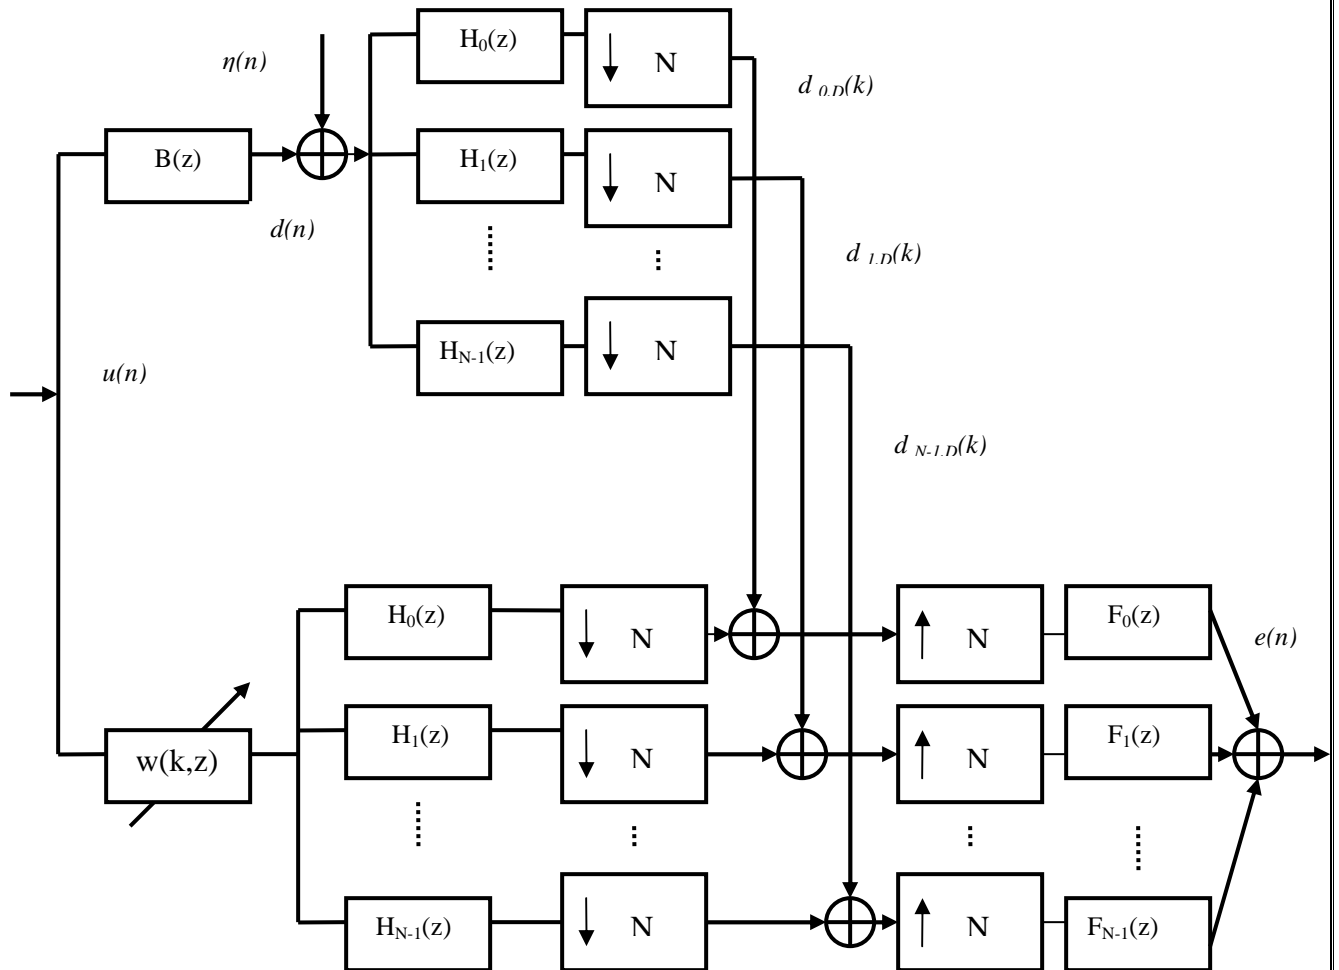 H0(z)
N
η(n)
d 0,D(k)
B(z)
H1(z)
N
d(n)
d 1,D(k)
HN-1(z)
N
u(n)
d N-1,D(k)
H0(z)
N
N
F0(z)
e(n)
w(k,z)
H1(z)
N
N
F1(z)
HN-1(z)
N
N
FN-1(z)